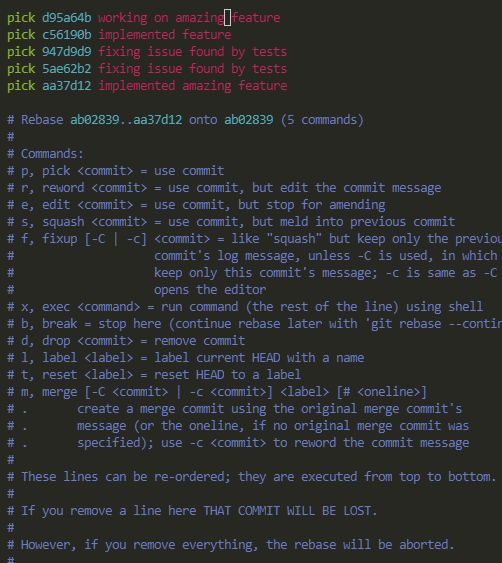 pick d95a64b working on amazing feature
pick c56190b implemented feature
pick 947d9d9 fixing issue found by tests
pick 5ae62b2 fixing issue found by tests
pick aa37d12 implemented amazing feature
# Rebase ab02839..aa37d12 onto ab02839 (5 commands)
#
# Commands:
# p, pick <commit> = use commit
# r, reword <commit> = use commit, but edit the commit message
# e, edit <commit> = use commit, but stop for amending
# s, squash <commit> = use commit, but meld into previous commit
# f, fixup [-C | -c] <commit> = like "squash" but keep only the previou
#                    commit's log message, unless -C is used, in which
#                    keep only this commit's message; -c is same as -C
#                    opens the editor
# x, exec <command> = run command (the rest of the line) using shell
# b, break = stop here (continue rebase later with 'git rebase --contin
# d, drop <commit> = remove commit
# l, label <label> = label current HEAD with a name
# t, reset <label> = reset HEAD to a label
# m, merge [-C <commit> | -c <commit>] <label> [# <oneline>]
# .       create a merge commit using the original merge commit's
# .       message (or the oneline, if no original merge commit was
# .       specified); use -c <commit> to reword the commit message
#
# These lines can be re-ordered; they are executed from top to bottom.
#
# If you remove a line here THAT COMMIT WILL BE LOST.
#
# However, if you remove everything, the rebase will be aborted.
#